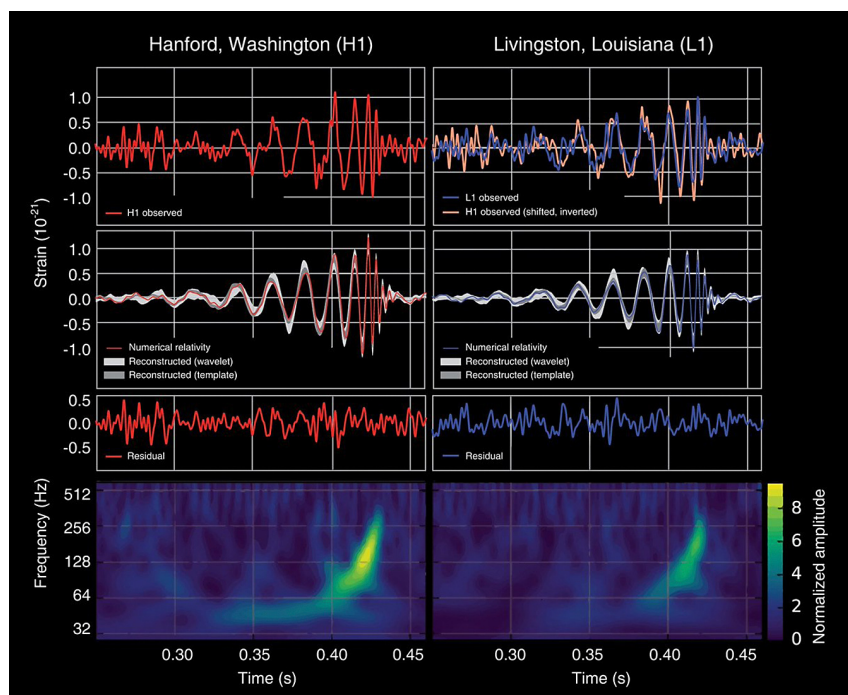 Hanford, Washington (H1)
Livingston, Louisiana (L1)
Strain (10-21)
1.0
0.5
0.0
-0.5
-1.0
H1 observed
L1 observed
H1 observed (shifted, inverted)
1.0
0.5
0.0
-0.5
-1.0
Numerical relativity
Reconstructed (wavelet)
Reconstructed (template)
Numerical relativity
Reconstructed (wavelet)
Reconstructed (template)
0.5
0.0
-0.5
Residual
Residual
Frequency (Hz)
512
256
128
64
32
8
6
4
2
0
Normalized amplitude
0.30
0.35
0.40
0.45
0.30
0.35
0.40
0.45
Time (s)
Time (s)